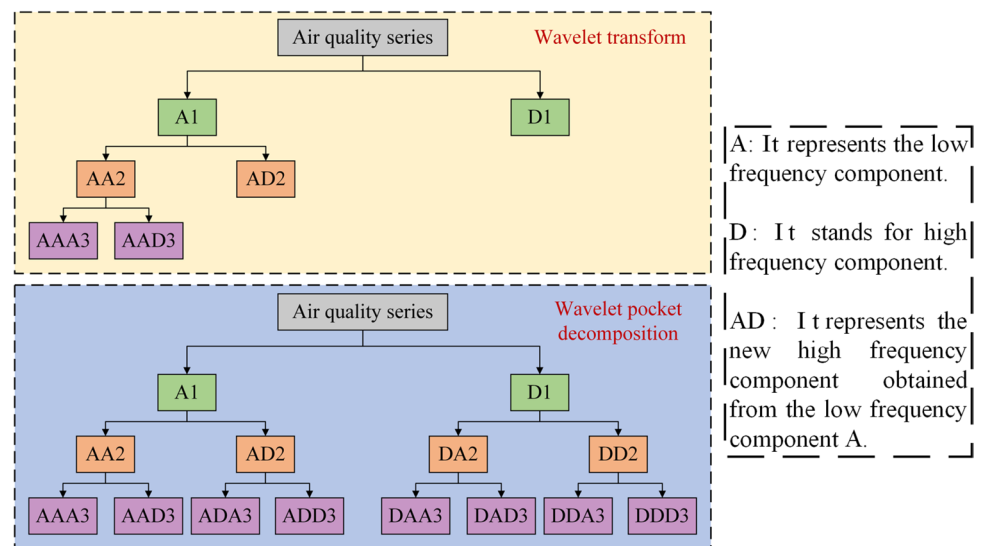 Air quality series
Wavelet transform
A1
D1
AA2
AD2
AAA3
AAD3
Air quality series
Wavelet pocket
decomposition
A1
D1
AA2
AD2
DA2
DD2
AAA3
AAD3
ADA3
ADD3
DAA3
DAD3
DDA3
DDD3
A: It represents the low
frequency component.
D: It stands for high
frequency component.
AD: It represents the
new high frequency
component obtained
from the low frequency
component A.